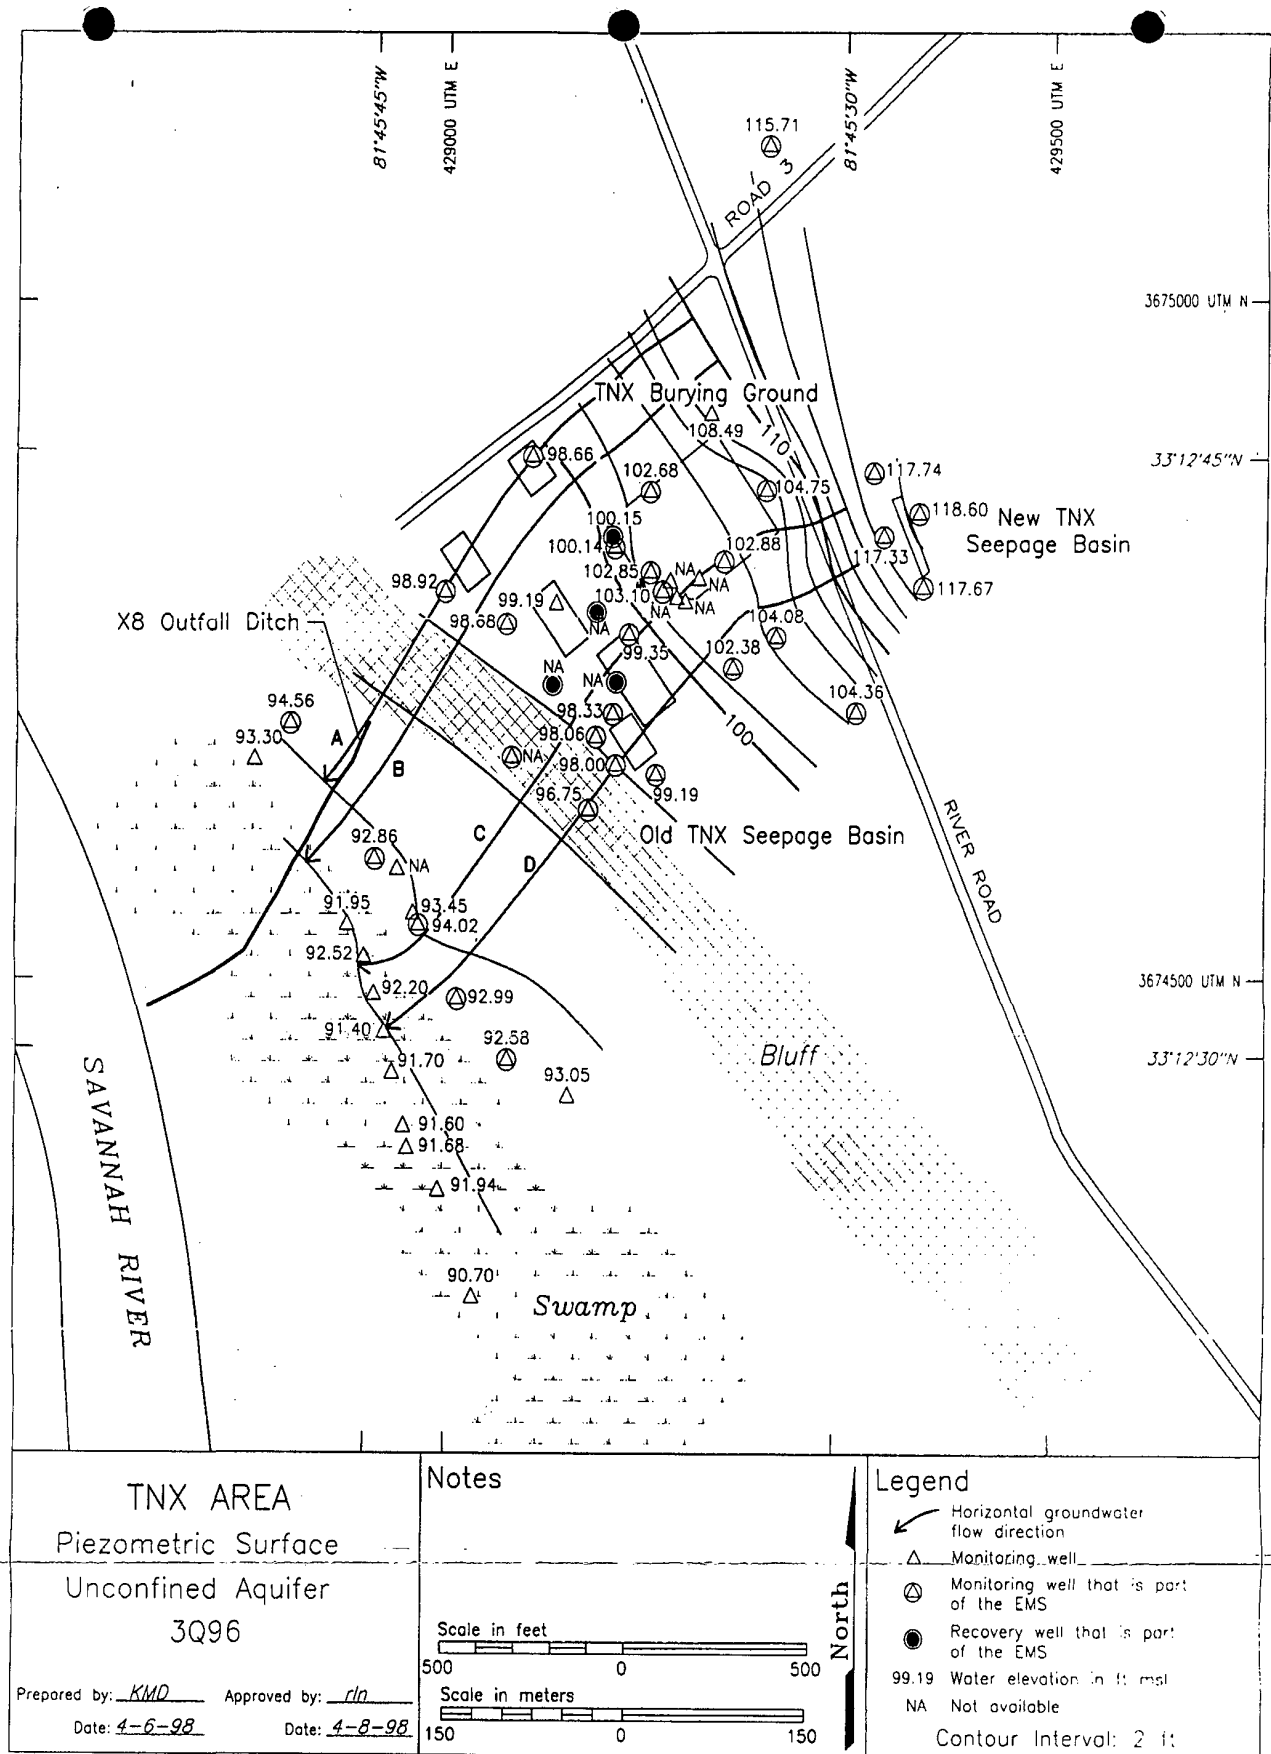 81°45'45"W
429000 UTM E
81°45'30"W
429500 UTM E
115.71
ROAD 3
3675000 UTM N
TNX Burying Ground
108.49
110
98.66
33°12'45"N
102.68
104.75
117.74
100.15
118.60
New TNX
Seepage Basin
100.14
102.88
117.33
102.85
NA
NA
98.92
99.19
103.10
NA
NA
117.67
X8 Outfall Ditch
98.68
NA
104.08
99.35
102.38
NA
NA
104.36
94.56
98.33
100
93.30
A
98.06
B
NA
98.00
96.75
99.19
C
Old TNX Seepage Basin
92.86
D
NA
RIVER ROAD
91.95
93.45
94.02
92.52
3674500 UTM N
92.20
92.99
91.40
92.58
Bluff
33°12'30"N
91.70
93.05
91.60
91.68
91.94
SAVANNAH RIVER
90.70
Swamp
TNX AREA
Piezometric Surface
Unconfined Aquifer
3Q96
Prepared by: KMD Approved by: rln
Date: 4-6-98 Date: 4-8-98
Notes
Scale in feet
500 0 500
Scale in meters
150 0 150
North
Legend
Horizontal groundwater
flow direction
Monitoring well
Monitoring well that is part
of the EMS
Recovery well that is part
of the EMS
99.19 Water elevation in ft msl
NA Not available
Contour Interval: 2 ft